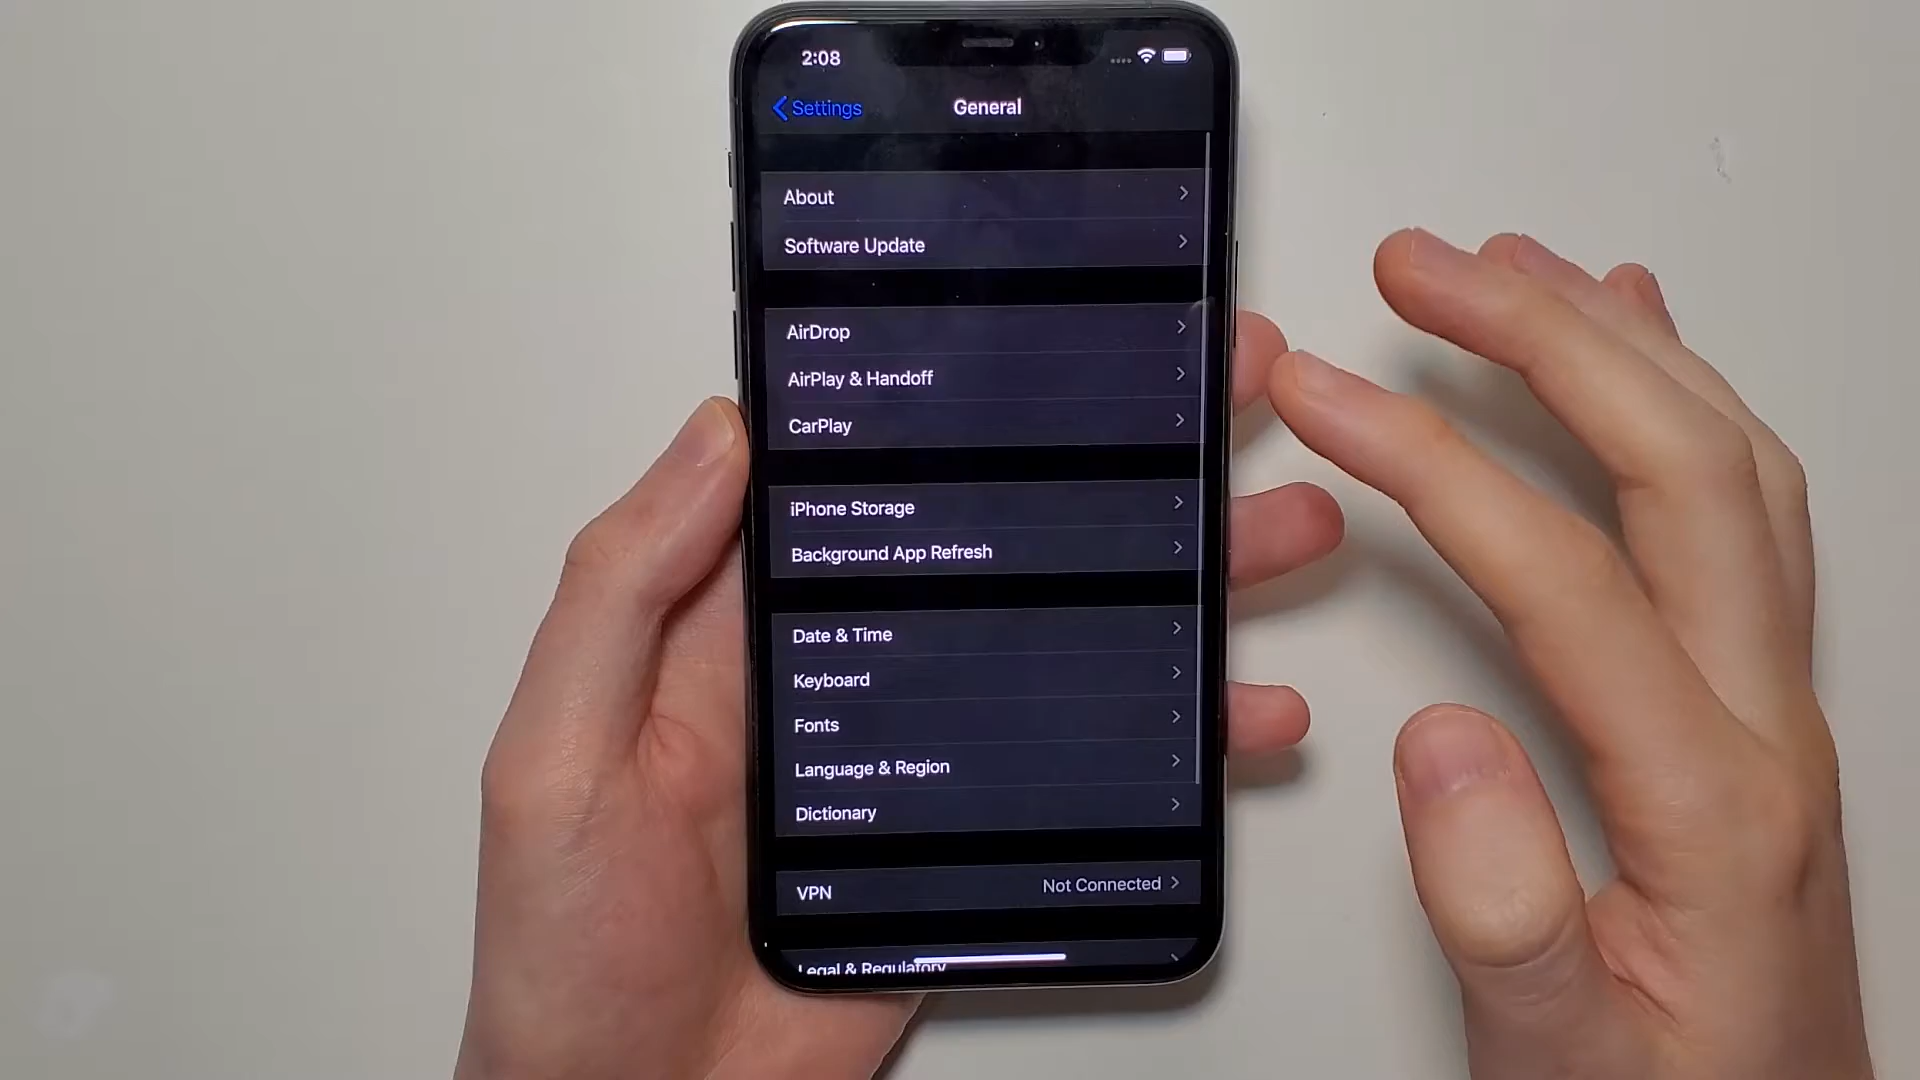 2:08
Settings
General
About
Software Update
AirDrop
AirPlay & Handoff
CarPlay
iPhone Storage
Background App Refresh
Date & Time
Keyboard
Fonts
Language & Region
Dictionary
VPN
Not Connected
Legal & Regulatory